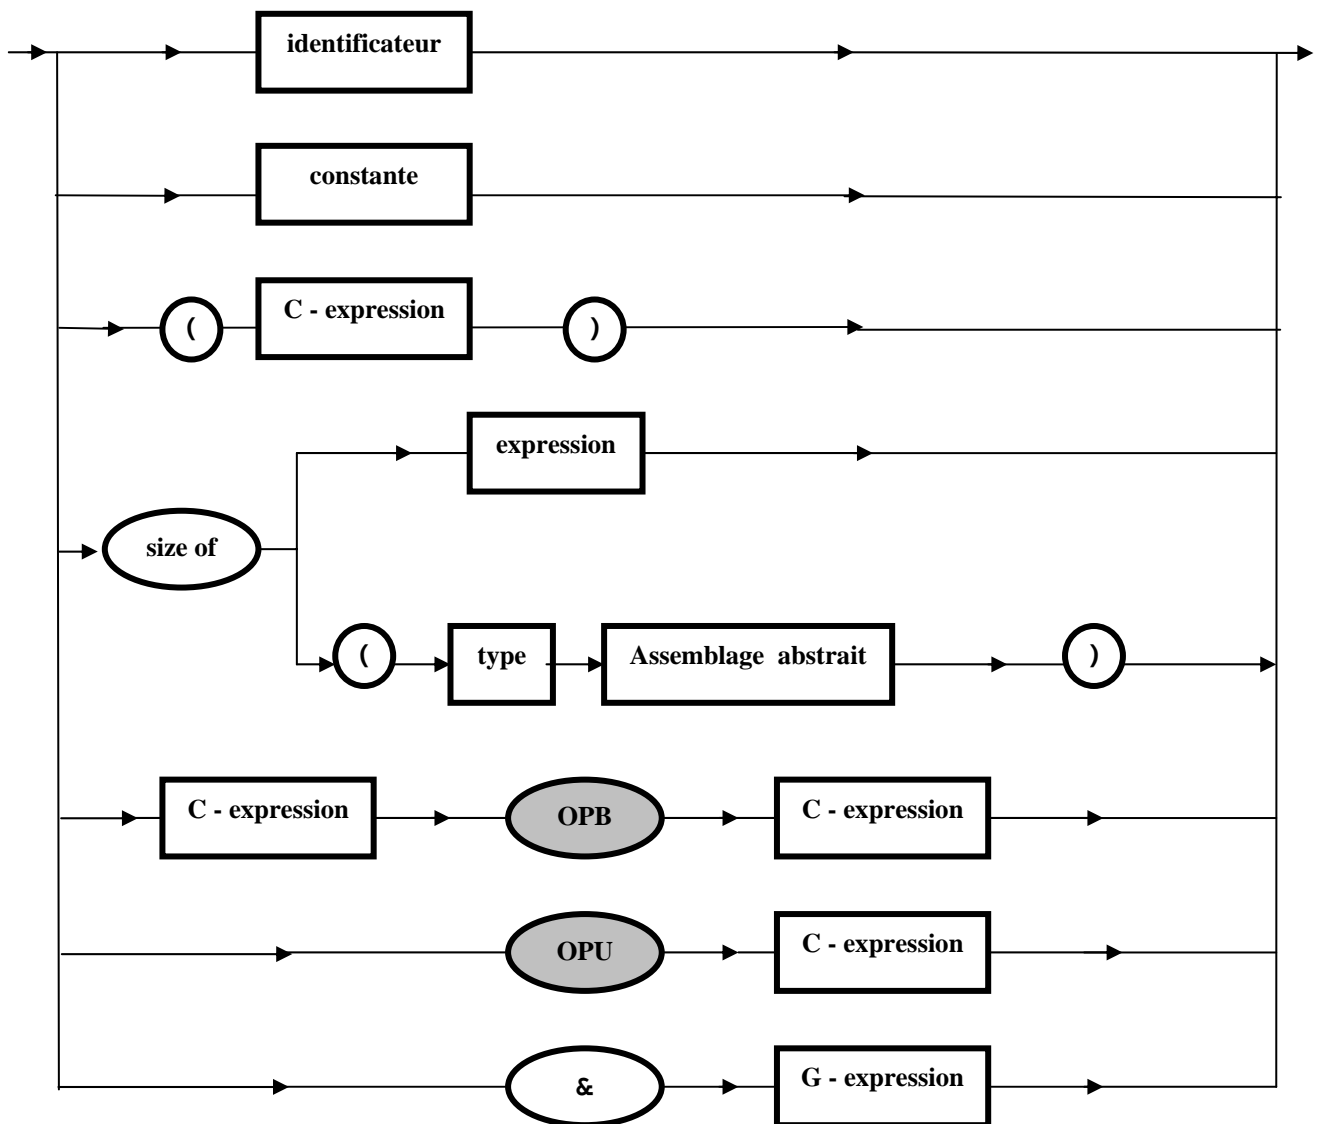 identificateur
constante
( C - expression )
expression
size of
( type Assemblage abstrait )
C - expression OPB C - expression
OPU C - expression
& G - expression